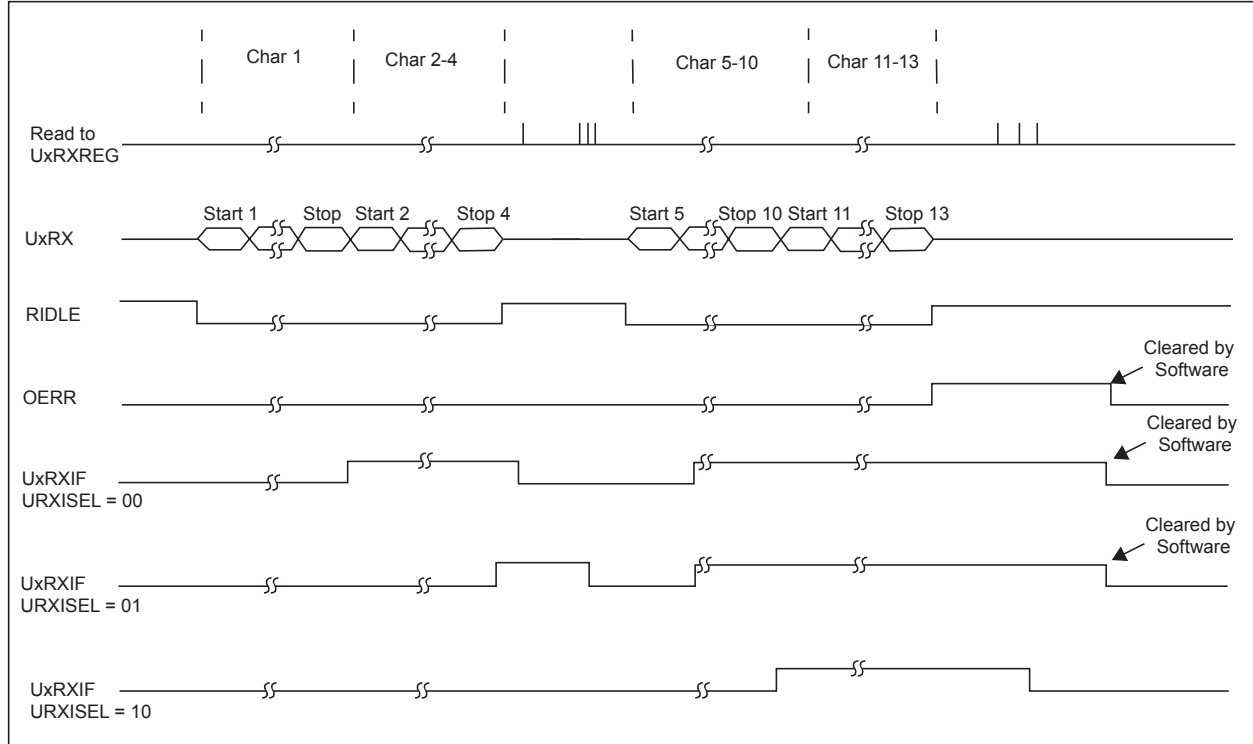 Char 1
Char 2-4
Char 5-10
Char 11-13
Read to
UxRXREG
Start 1
Stop
Start 2
Stop 4
Start 5
Stop 10
Start 11
Stop 13
UxRX
RIDLE
Cleared by
Software
OERR
Cleared by
Software
UxRXIF
URXISEL = 00
Cleared by
Software
UxRXIF
URXISEL = 01
UxRXIF
URXISEL = 10